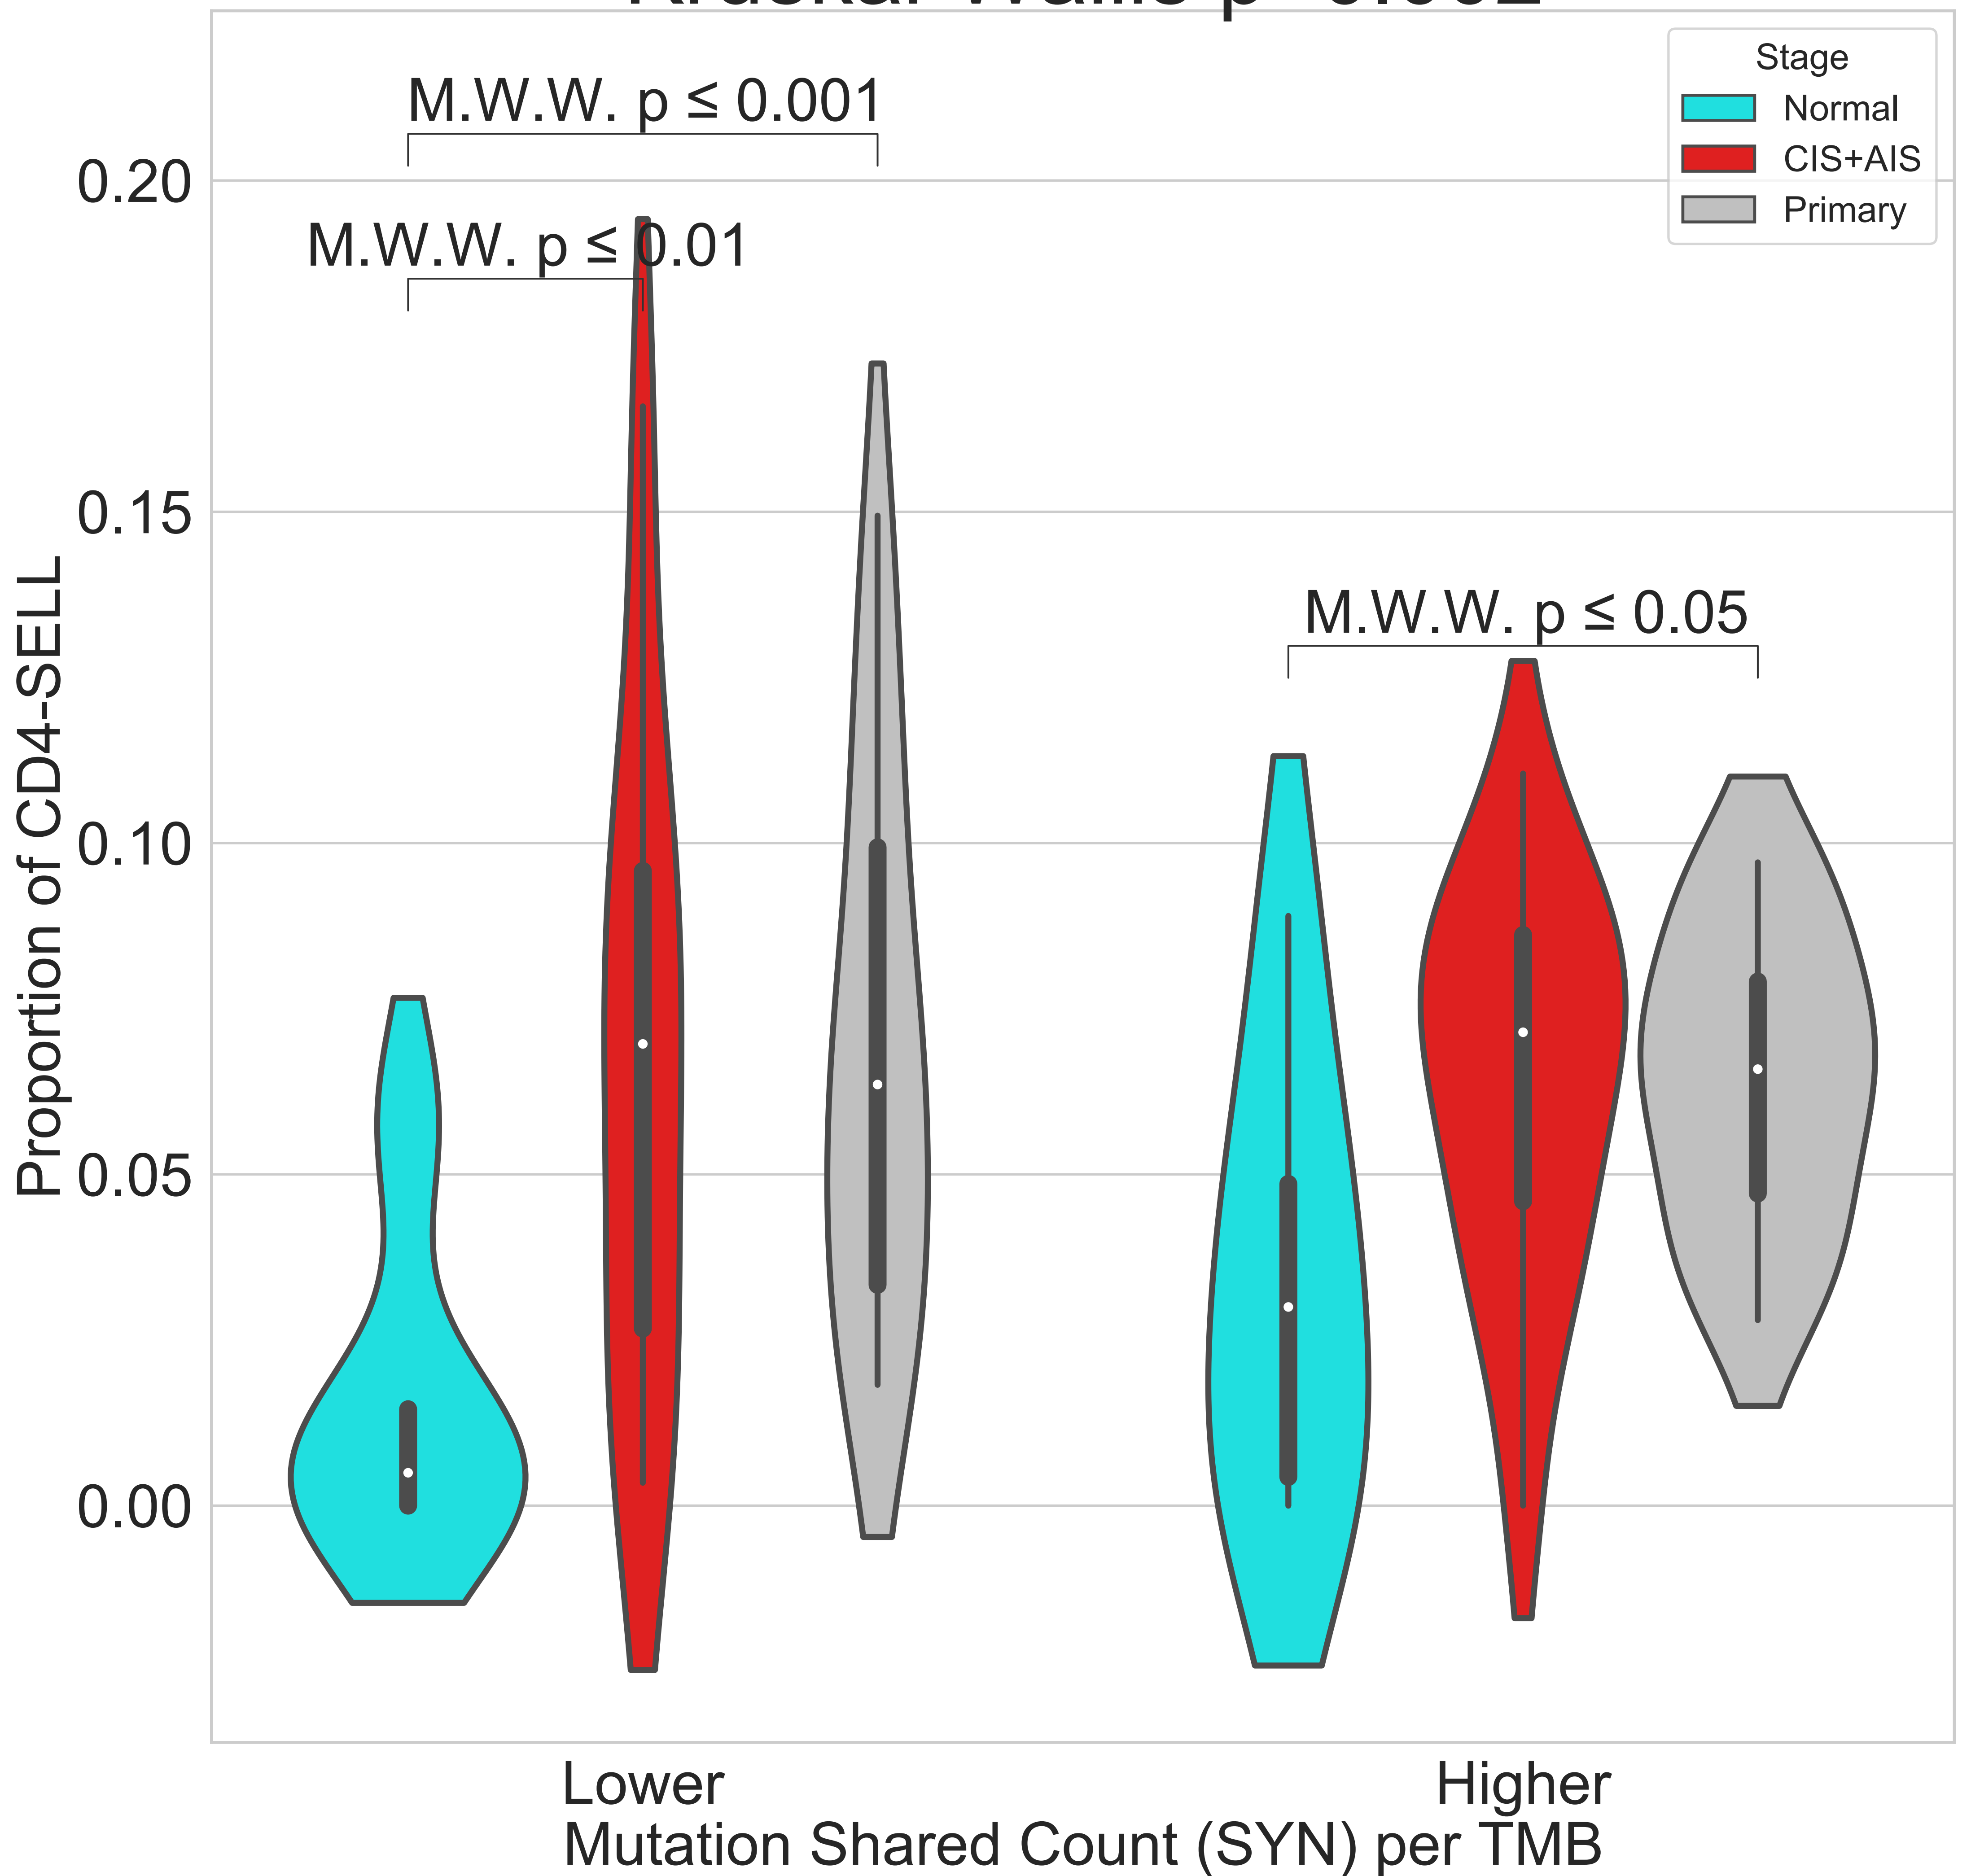 M.W.W. p ≤ 0.001
M.W.W. p ≤ 0.01
M.W.W. p ≤ 0.05
Stage
Normal
CIS+AIS
Primary
0.20
0.15
0.10
0.05
0.00
Proportion of CD4-SELL
Lower
Higher
Mutation Shared Count (SYN) per TMB